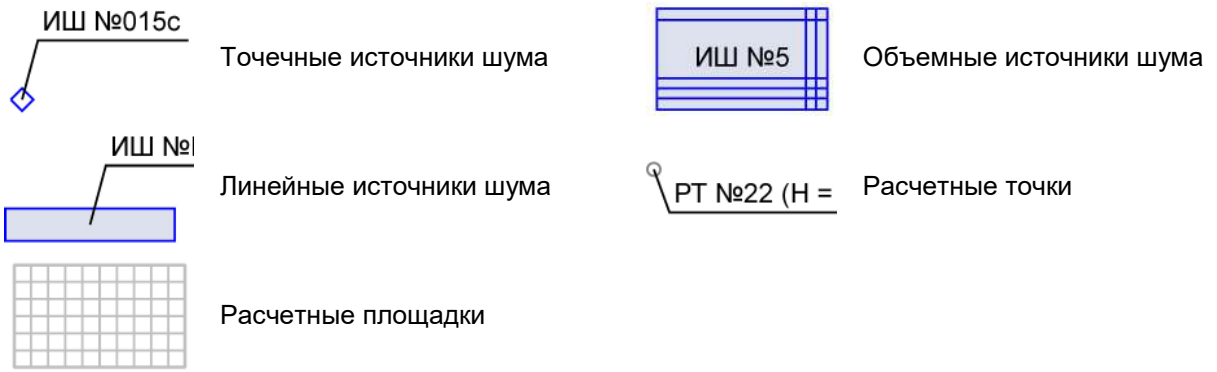 ИШ №015с
Точечные источники шума
ИШ №5
Объемные источники шума
ИШ №
Линейные источники шума
РТ №22 (H =
Расчетные точки
Расчетные площадки